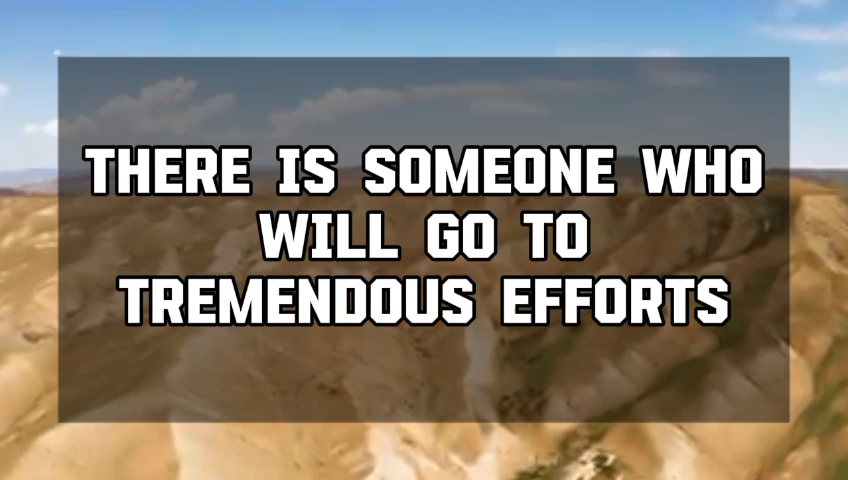 THERE IS SOMEONE WHO
WILL GO TO
TREMENDOUS EFFORTS